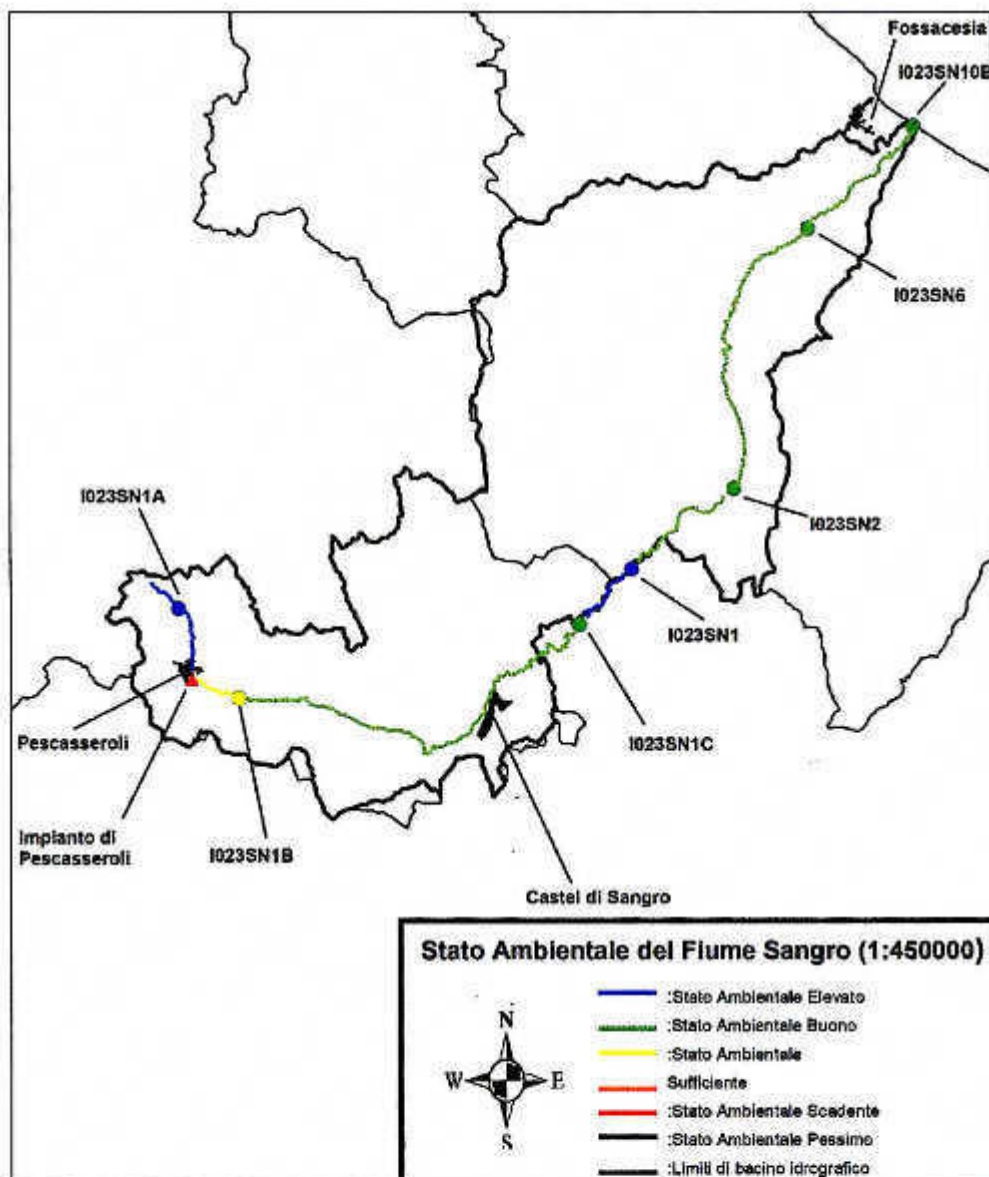 Fossacesia
I023SN10B
I023SN6
I023SN1A
I023SN2
I023SN1
Pescasseroli
I023SN1C
Impianto di
Pescasseroli
I023SN1B
Castel di Sangro
Stato Ambientale del Fiume Sangro (1:450000)
N
W E
S
:Stato Ambientale Elevato
:Stato Ambientale Buono
:Stato Ambientale
Sufficiente
:Stato Ambientale Scadente
:Stato Ambientale Pessimo
:Limiti di bacino idrografico